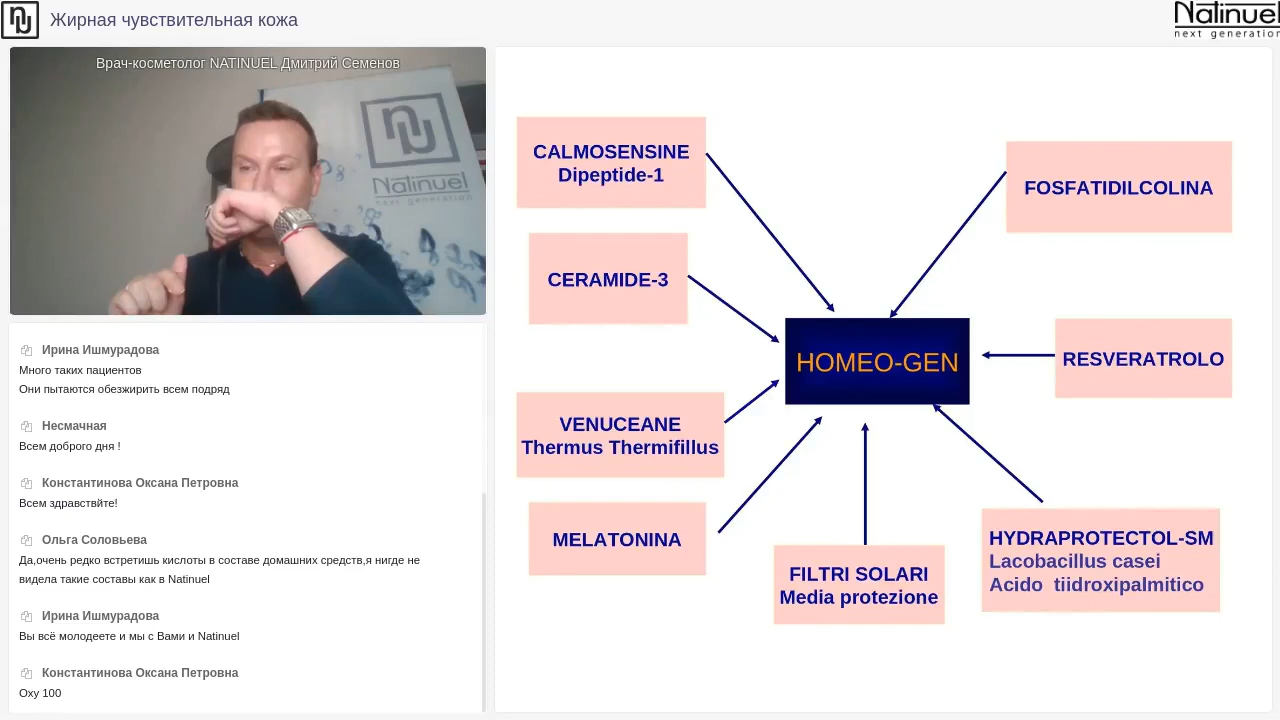 Жирная чувствительная кожа
Natinuel
next generation
Врач-косметолог NATINUEL Дмитрий Семенов
Natinuel
next generation
Ирина Ишмурадова
Много таких пациентов
Они пытаются обезжирить всем подряд
Несмачная
Всем доброго дня !
Константинова Оксана Петровна
Всем здравствйте!
Ольга Соловьева
Да,очень редко встретишь кислоты в составе домашних средств,я нигде не
видела такие составы как в Natinuel
Ирина Ишмурадова
Вы всё молодеете и мы с Вами и Natinuel
Константинова Оксана Петровна
Oxy 100
CALMOSENSINE
Dipeptide-1
FOSFATIDILCOLINA
CERAMIDE-3
HOMEO-GEN
RESVERATROLO
VENUCEANE
Thermus Thermifillus
MELATONINA
FILTRI SOLARI
Media protezione
HYDRAPROTECTOL-SM
Lacobacillus casei
Acido tiidroxipalmitico